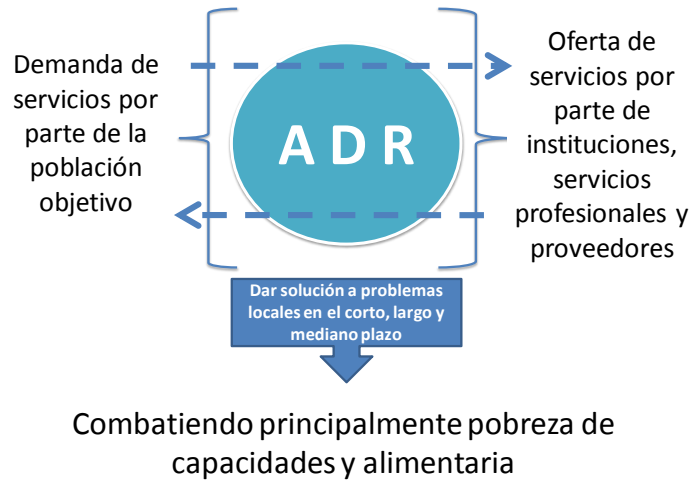 Demanda de
servicios por
parte de la
población
objetivo
A D R
Oferta de
servicios por
parte de
instituciones,
servicios
profesionales y
proveedores
Dar solución a problemas
locales en el corto, largo y
mediano plazo
Combatiendo principalmente pobreza de
capacidades y alimentaria